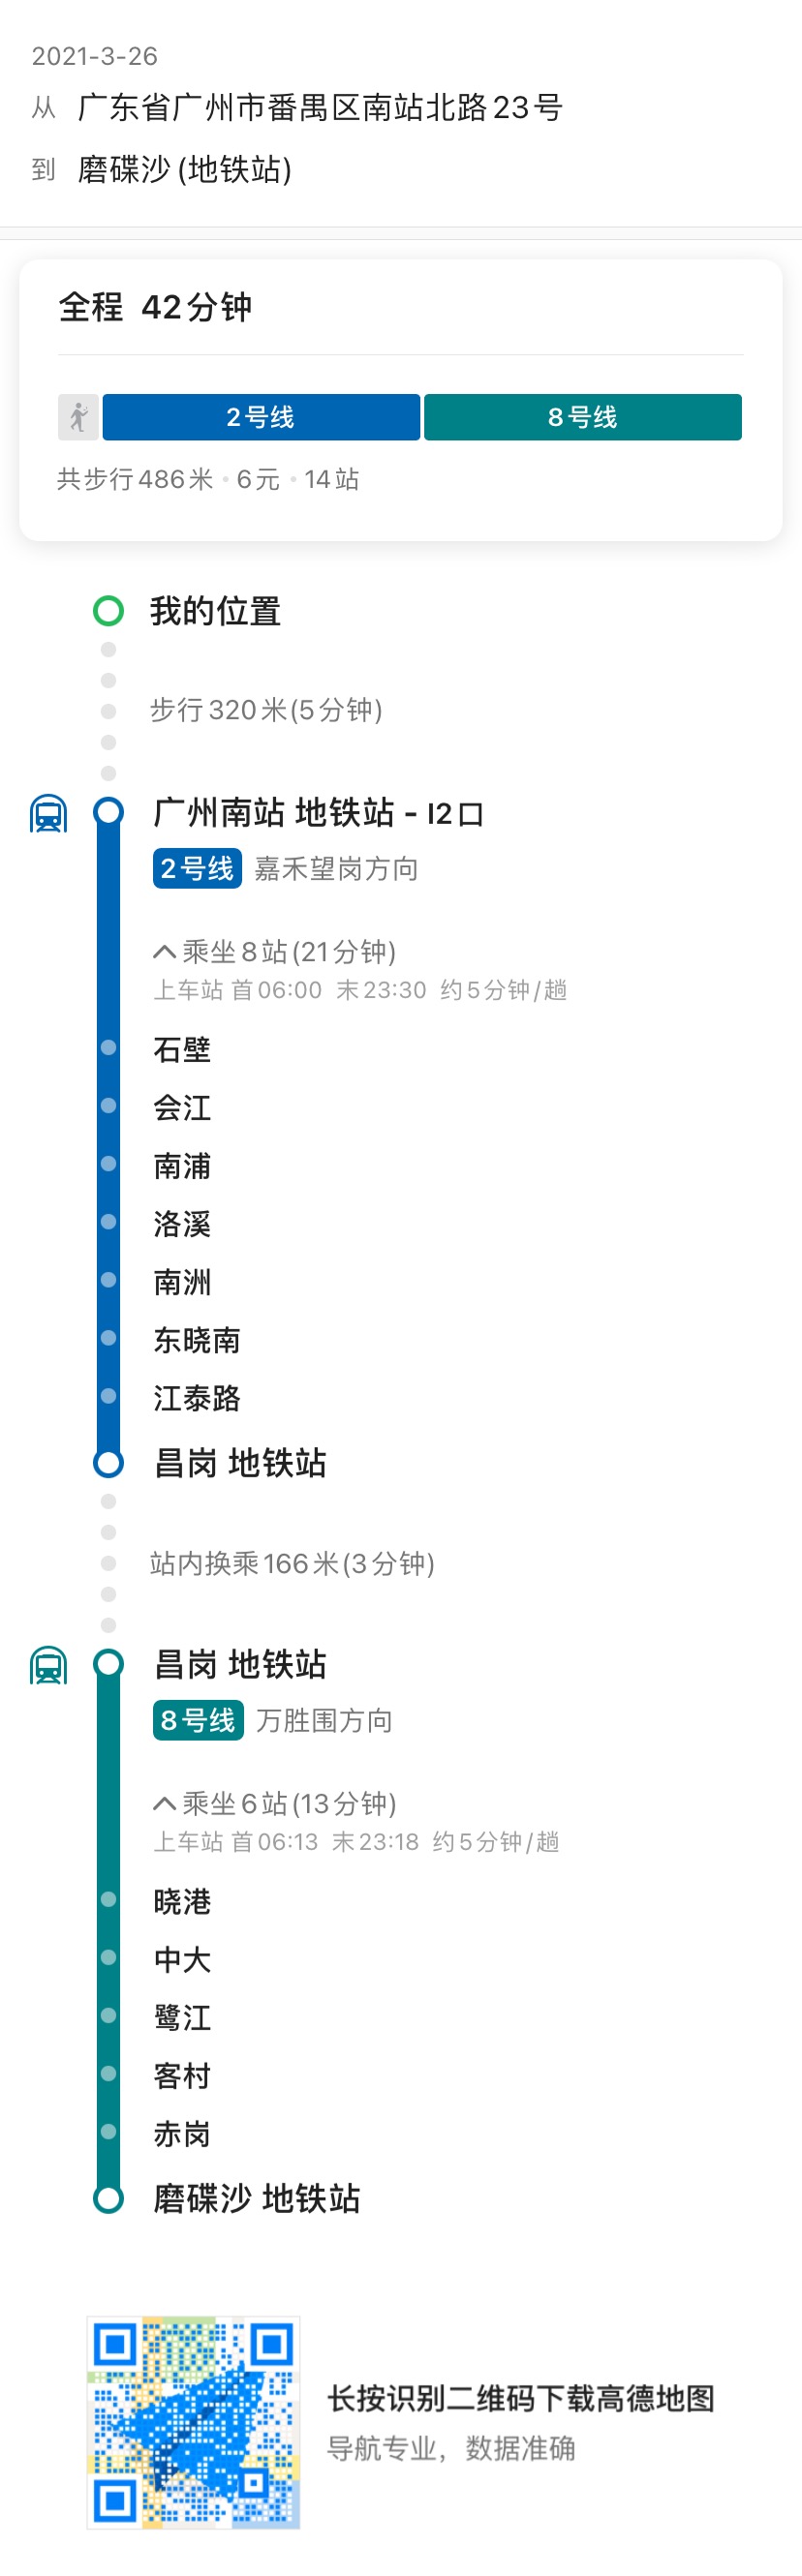 2021-3-26
从 广东省广州市番禺区南站北路23号
到 磨碟沙(地铁站)
全程 42分钟
2号线 8号线
共步行486米·6元·14站
我的位置
步行320米(5分钟)
广州南站 地铁站 - I2口
2号线 嘉禾望岗方向
乘坐8站(21分钟)
上车站 首06:00 末23:30 约5分钟/趟
石壁
会江
南浦
洛溪
南洲
东晓南
江泰路
昌岗 地铁站
站内换乘166米(3分钟)
昌岗 地铁站
8号线 万胜围方向
乘坐6站(13分钟)
上车站 首06:13 末23:18 约5分钟/趟
晓港
中大
鹭江
客村
赤岗
磨碟沙 地铁站
长按识别二维码下载高德地图
导航专业，数据准确